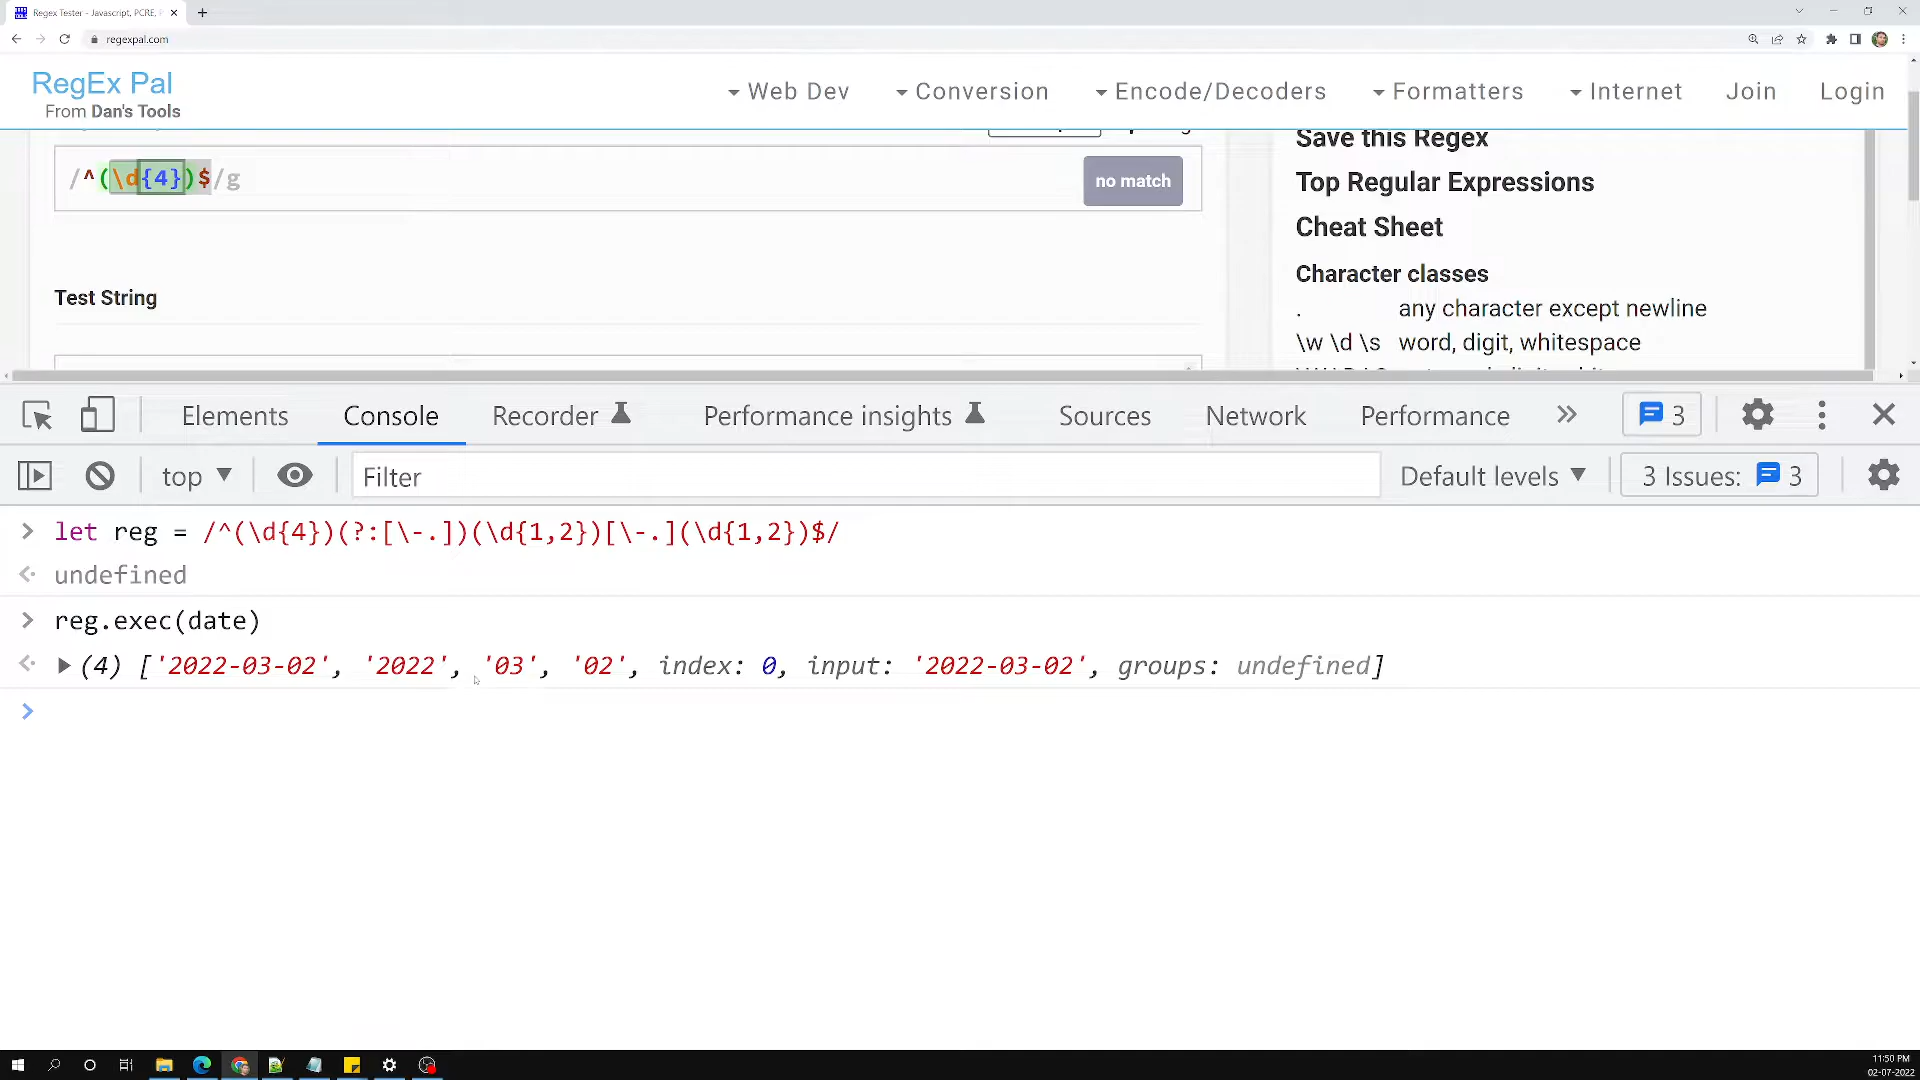 Regex Tester - Javascript, PCRE,
regexpal.com
RegEx Pal
From Dan's Tools
Web Dev
Conversion
Encode/Decoders
Formatters
Internet
Join
Login
/^(\d{4})$/g
no match
Test String
Save this Regex
Top Regular Expressions
Cheat Sheet
Character classes
. any character except newline
\w \d \s word, digit, whitespace
Elements Console Recorder Performance insights Sources Network Performance 3
top Filter Default levels 3 Issues: 3
let reg = /^(\d{4})(?:[\-.])(\d{1,2})[\-.](\d{1,2})$/
undefined
reg.exec(date)
(4) ['2022-03-02', '2022', '03', '02', index: 0, input: '2022-03-02', groups: undefined]
11:50 PM
02-07-2022